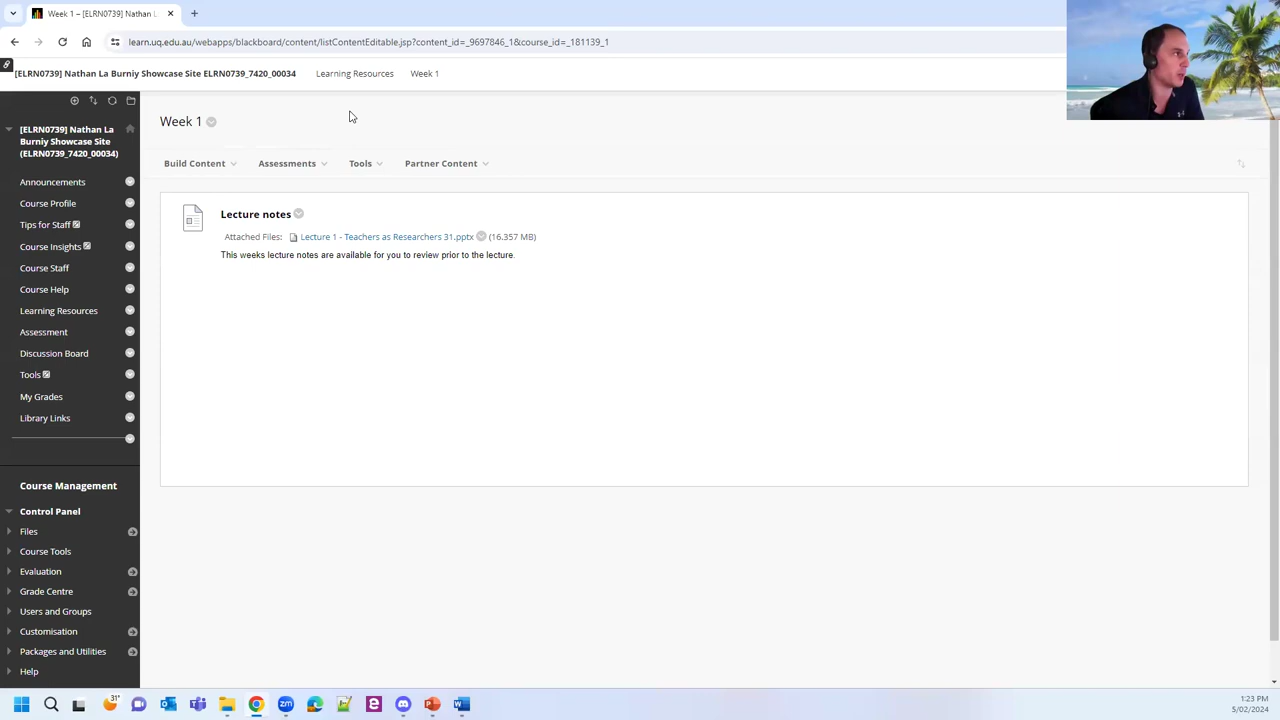 Week 1 – [ELRN0739] Nathan L
learn.uq.edu.au/webapps/blackboard/content/listContentEditable.jsp?content_id=_9697846_1&course_id=_181139_1
[ELRN0739] Nathan La Burniy Showcase Site ELRN0739_7420_00034 Learning Resources Week 1
[ELRN0739] Nathan La
Burniy Showcase Site
(ELRN0739_7420_00034)
Announcements
Course Profile
Tips for Staff
Course Insights
Course Staff
Course Help
Learning Resources
Assessment
Discussion Board
Tools
My Grades
Library Links
Course Management
Control Panel
Files
Course Tools
Evaluation
Grade Centre
Users and Groups
Customisation
Packages and Utilities
Help
Week 1
Build Content Assessments Tools Partner Content
Lecture notes
Attached Files: Lecture 1 - Teachers as Researchers 31.pptx (16.357 MB)
This weeks lecture notes are available for you to review prior to the lecture.
31°
1:23 PM
5/02/2024